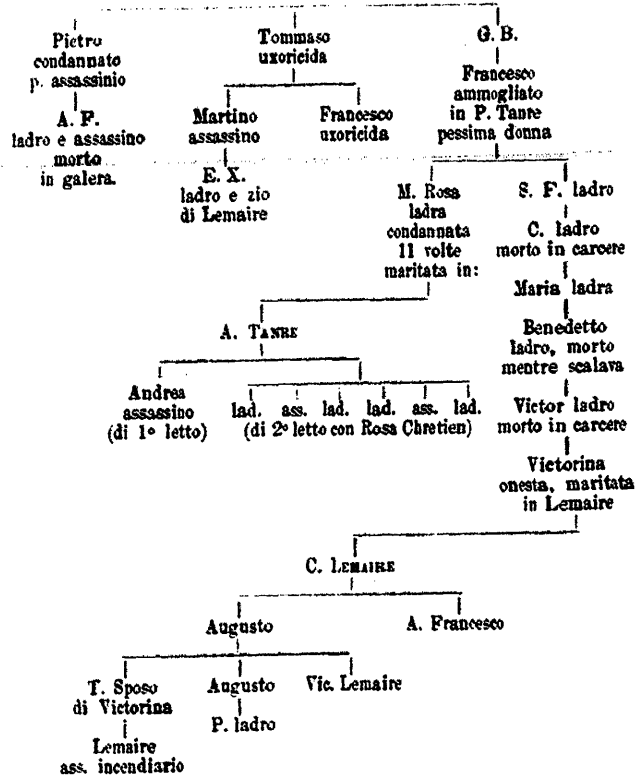 Pietro
condannato
p. assassinio
A. F.
ladro e assassino
morto
in galera.
Tommaso
uxoricida
Martino
assassino
E. X.
ladro e zio
di Lemaire
Francesco
uxoricida
G. B.
Francesco
ammogliato
in P. Tanre
pessima donna
M. Rosa
ladra
condannata
11 volte
maritata in:
S. F. ladro
C. ladro
morto in carcere
Maria ladra
Benedetto
ladro, morto
mentre scalava
Victor ladro
morto in carcere
Victorina
onesta, maritata
in Lemaire
A. TANRE
Andrea
assassino
(di 1º letto)
lad. ass. lad. lad. ass. lad.
(di 2º letto con Rosa Chretien)
C. LEMAIRE
Augusto
A. Francesco
T. Sposo
di Victorina
Lemaire
ass. incendiario
Augusto
P. ladro
Vic. Lemaire